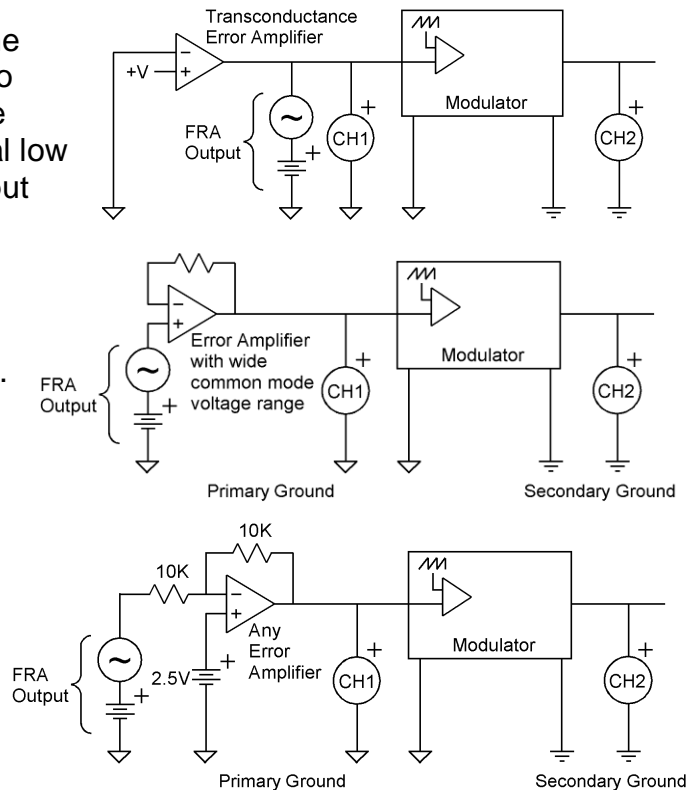 Transconductance
Error Amplifier
+V
−
+
FRA
Output
~
+
+
CH1
Modulator
+
CH2
al low
−
+
Error Amplifier
with wide
common mode
voltage range
FRA
Output
~
+
+
CH1
Modulator
+
CH2
Primary Ground
Secondary Ground
10K
10K
−
+
Any
Error
Amplifier
FRA
Output
~
+
2.5V
+
+
CH1
Modulator
+
CH2
Primary Ground
Secondary Ground